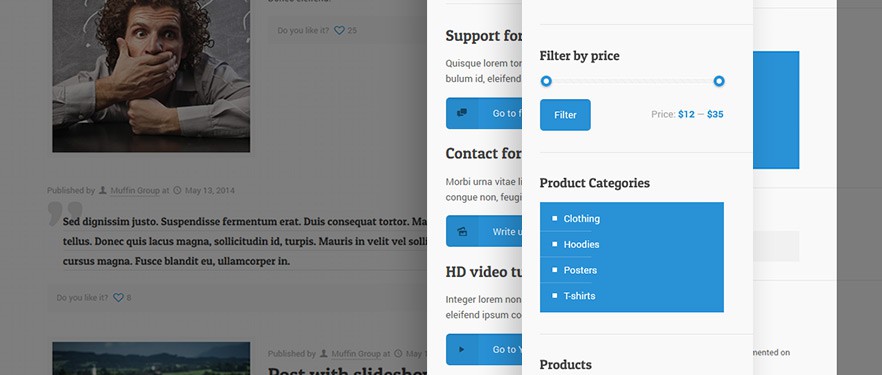 Do you like it? 25
Published by Muffin Group at May 13, 2014
Sed dignissim justo. Suspendisse fermentum erat. Duis consequat tortor. Ma
tellus. Donec quis lacus magna, sollicitudin id, turpis. Mauris in velit vel solli
cursus magna. Fusce blandit eu, ullamcorper in.
Do you like it? 8
Published by Muffin Group at May 1
Post with slidesho
Support for
Quisque lorem tor
bulum id, eleifend
Go to f
Contact for
Morbi urna vitae l
congue non, feugi
Write u
HD video tu
Integer lorem non
eleifend ipsum co
Go to Y
Filter by price
Filter
Price: $12 — $35
Product Categories
Clothing
Hoodies
Posters
T-shirts
Products
mented on